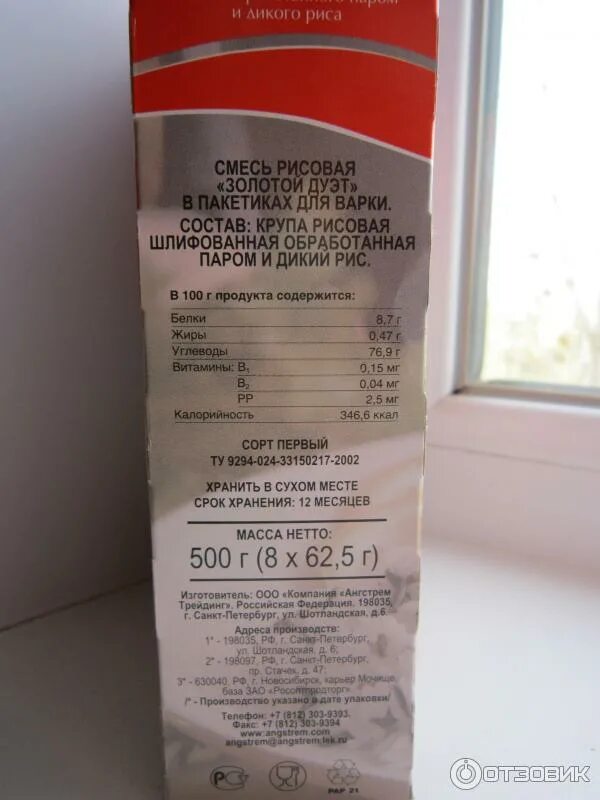 паром
и дикого риса
СМЕСЬ РИСОВАЯ
«ЗОЛОТОЙ ДУЭТ»
В ПАКЕТИКАХ ДЛЯ ВАРКИ.
СОСТАВ: КРУПА РИСОВАЯ
ШЛИФОВАННАЯ ОБРАБОТАННАЯ
ПАРОМ И ДИКИЙ РИС.
В 100 г продукта содержится:
Белки 8,7 г
Жиры 0,47 г
Углеводы 76,9 г
Витамины: B1 0,15 мг
B2 0,04 мг
PP 2,5 мг
Калорийность 346,6 ккал
СОРТ ПЕРВЫЙ
ТУ 9294-024-33150217-2002
ХРАНИТЬ В СУХОМ МЕСТЕ
СРОК ХРАНЕНИЯ: 12 МЕСЯЦЕВ
МАССА НЕТТО:
500 г (8 х 62,5 г)
Изготовитель: ООО «Компания «Ангстрем
Трейдинг». Российская Федерация. 198035,
г. Санкт-Петербург, ул. Шотландская, д.6.
Адреса производств:
1* - 198035, РФ, г. Санкт-Петербург,
ул. Шотландская, д. 6;
2* - 198097, РФ, г. Санкт-Петербург,
пр. Стачек, д. 47;
3* - 630040, РФ, г. Новосибирск, карьер Мочище,
база ЗАО «Росоптпродторг»
/* - Производство указано в дате упаковки/
Телефон: +7 (812) 303-9393.
Факс: +7 (812) 303-9394
www.angstrem.com
angstrem@angstrem.lek.ru
PAP 21
ОТЗОВИК